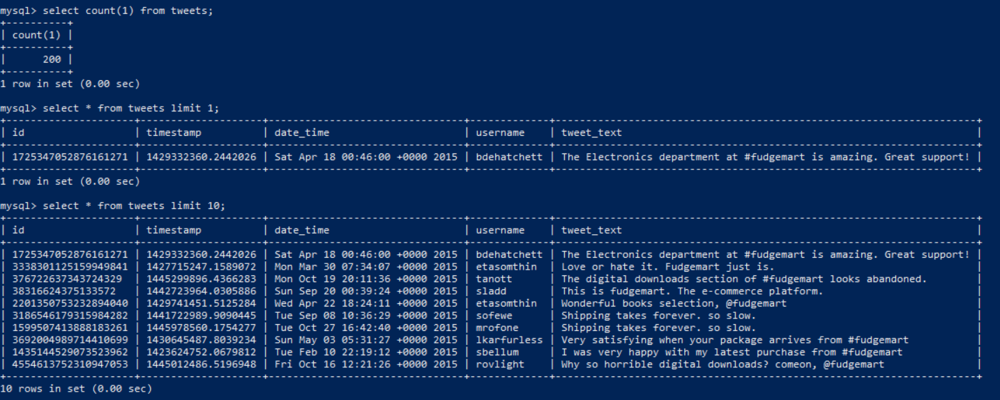 mysql> select count(1) from tweets;
+----------+
| count(1) |
+----------+
|      200 |
+----------+
1 row in set (0.00 sec)
mysql> select * from tweets limit 1;
+---------------------+--------------------+--------------------------------+------------+----------------------------------------------------------------------+
| id                  | timestamp          | date_time                      | username   | tweet_text                                                           |
+---------------------+--------------------+--------------------------------+------------+----------------------------------------------------------------------+
| 1725347052876161271 | 1429332360.2442026 | Sat Apr 18 00:46:00 +0000 2015 | bdehatchett | The Electronics department at #fudgemart is amazing. Great support! |
+---------------------+--------------------+--------------------------------+------------+----------------------------------------------------------------------+
1 row in set (0.00 sec)
mysql> select * from tweets limit 10;
+---------------------+--------------------+--------------------------------+------------+----------------------------------------------------------------------+
| id                  | timestamp          | date_time                      | username   | tweet_text                                                           |
+---------------------+--------------------+--------------------------------+------------+----------------------------------------------------------------------+
| 1725347052876161271 | 1429332360.2442026 | Sat Apr 18 00:46:00 +0000 2015 | bdehatchett | The Electronics department at #fudgemart is amazing. Great support! |
| 3338301125159949841 | 1427715247.1589072 | Mon Mar 30 07:34:07 +0000 2015 | etasomthin | Love or hate it. Fudgemart just is. |
| 376722637343724329 | 1445299896.4366283 | Mon Oct 19 20:11:36 +0000 2015 | tanott | The digital downloads section of #fudgemart looks abandoned. |
| 38316624375133572 | 1442723964.0305886 | Sun Sep 20 00:39:24 +0000 2015 | sladd | This is fudgemart. The e-commerce platform. |
| 2201350753232894040 | 1429741451.5125284 | Wed Apr 22 18:24:11 +0000 2015 | etasomthin | Wonderful books selection, @fudgemart |
| 3186546179315984282 | 1441722989.9090445 | Tue Sep 08 10:36:29 +0000 2015 | sofewe | Shipping takes forever. so slow. |
| 1599507413888183261 | 1445978560.1754277 | Tue Oct 27 16:42:40 +0000 2015 | mrofone | Shipping takes forever. so slow. |
| 3692004989714410699 | 1430645487.8039234 | Sun May 03 05:31:27 +0000 2015 | lkarfurless | Very satisfying when your package arrives from #fudgemart |
| 1435144529073523962 | 1423624752.0679812 | Tue Feb 10 22:19:12 +0000 2015 | sbellum | I was very happy with my latest purchase from #fudgemart |
| 4554613752310947053 | 1445012486.5196948 | Fri Oct 16 12:21:26 +0000 2015 | rovlight | Why so horrible digital downloads? comeon, @fudgemart |
+---------------------+--------------------+--------------------------------+------------+----------------------------------------------------------------------+
10 rows in set (0.00 sec)